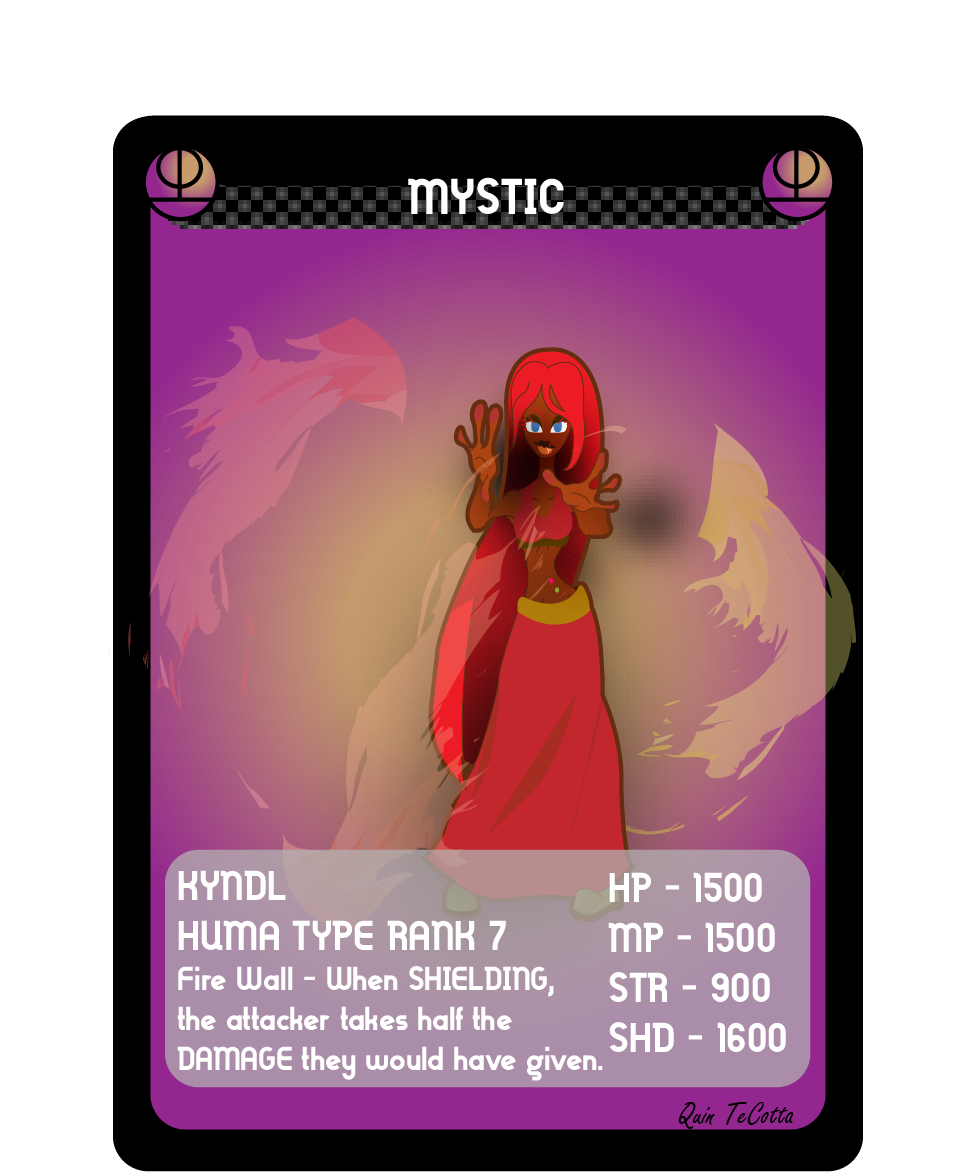 MYSTIC
KYNDL
HUMA TYPE RANK 7
Fire Wall - When SHIELDING,
the attacker takes half the
DAMAGE they would have given.
HP - 1500
MP - 1500
STR - 900
SHD - 1600
Quin TeCotta